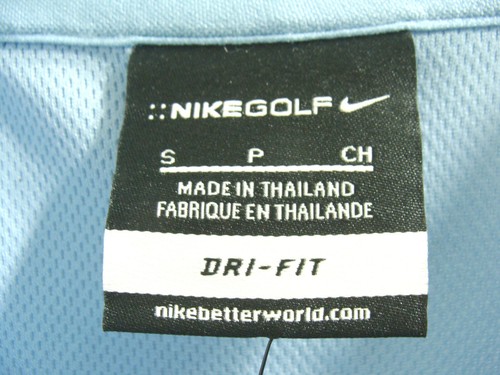 ::NIKEGOLF
S P CH
MADE IN THAILAND
FABRIQUE EN THAILANDE
DRI-FIT
nikebetterworld.com